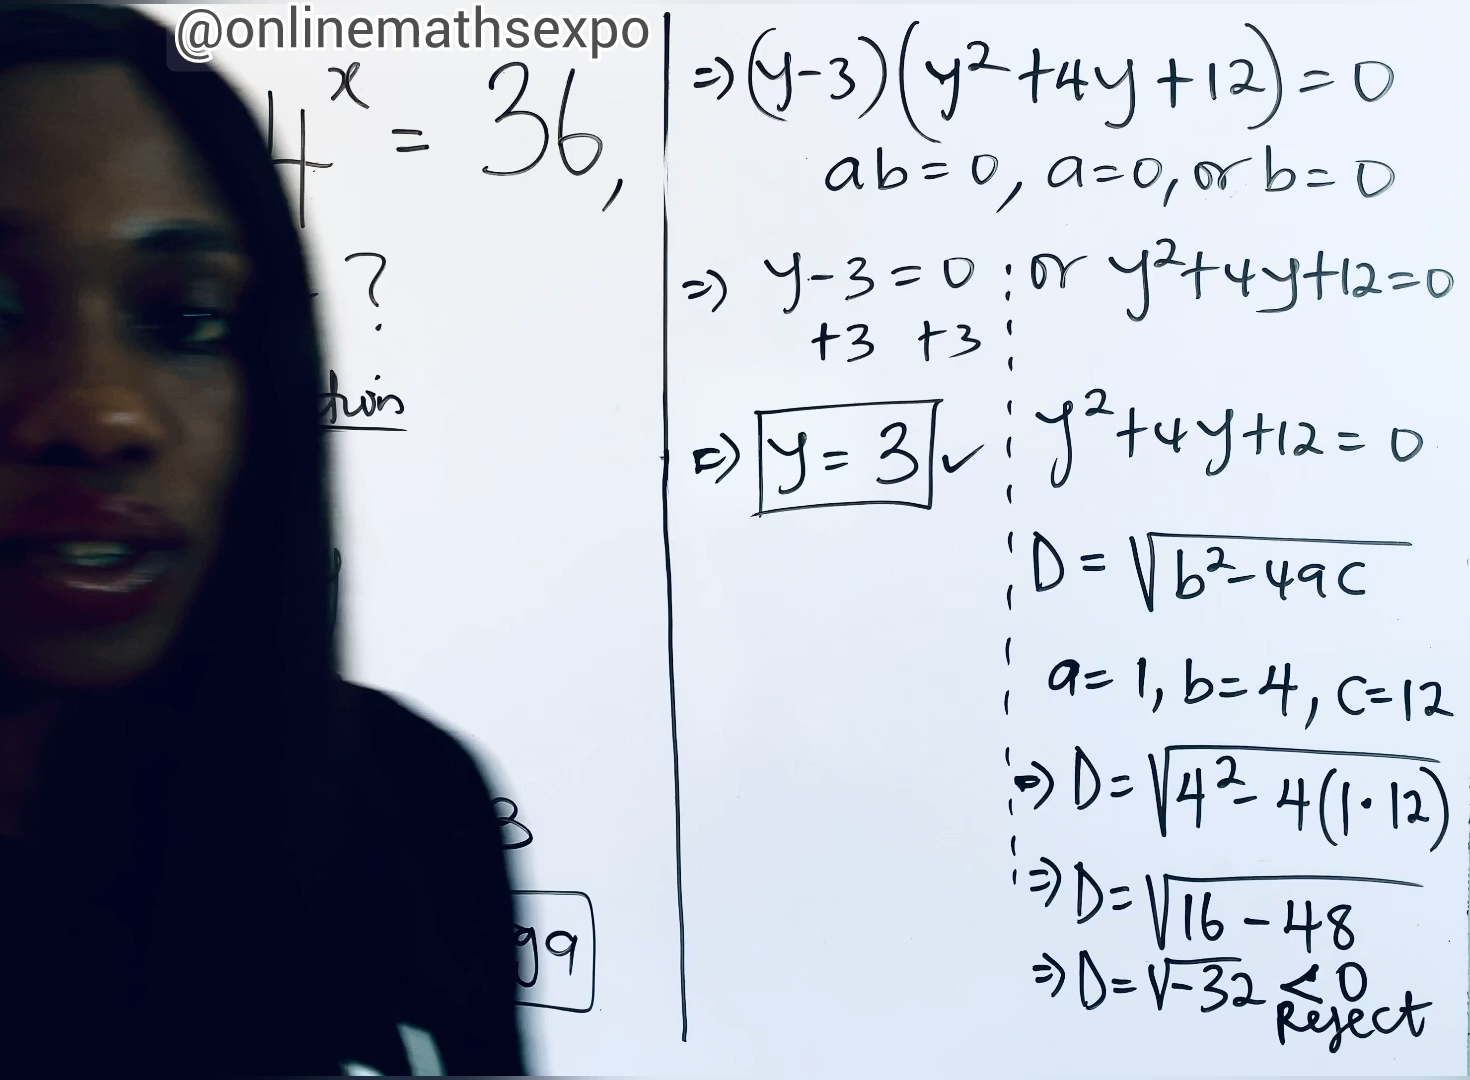 @onlinemathsexpo
4^x = 36,
?
=> (y-3)(y²+4y+12) = 0
ab = 0, a=0, or b = 0
=> y-3 = 0 or y²+4y+12=0
+3 +3
=> y = 3 ✓
y²+4y+12 = 0
D = √b²-4ac
a= 1, b=4, c=12
=> D= √4²- 4(1·12)
=> D= √16 - 48
=> D= √-32 < 0
Reject